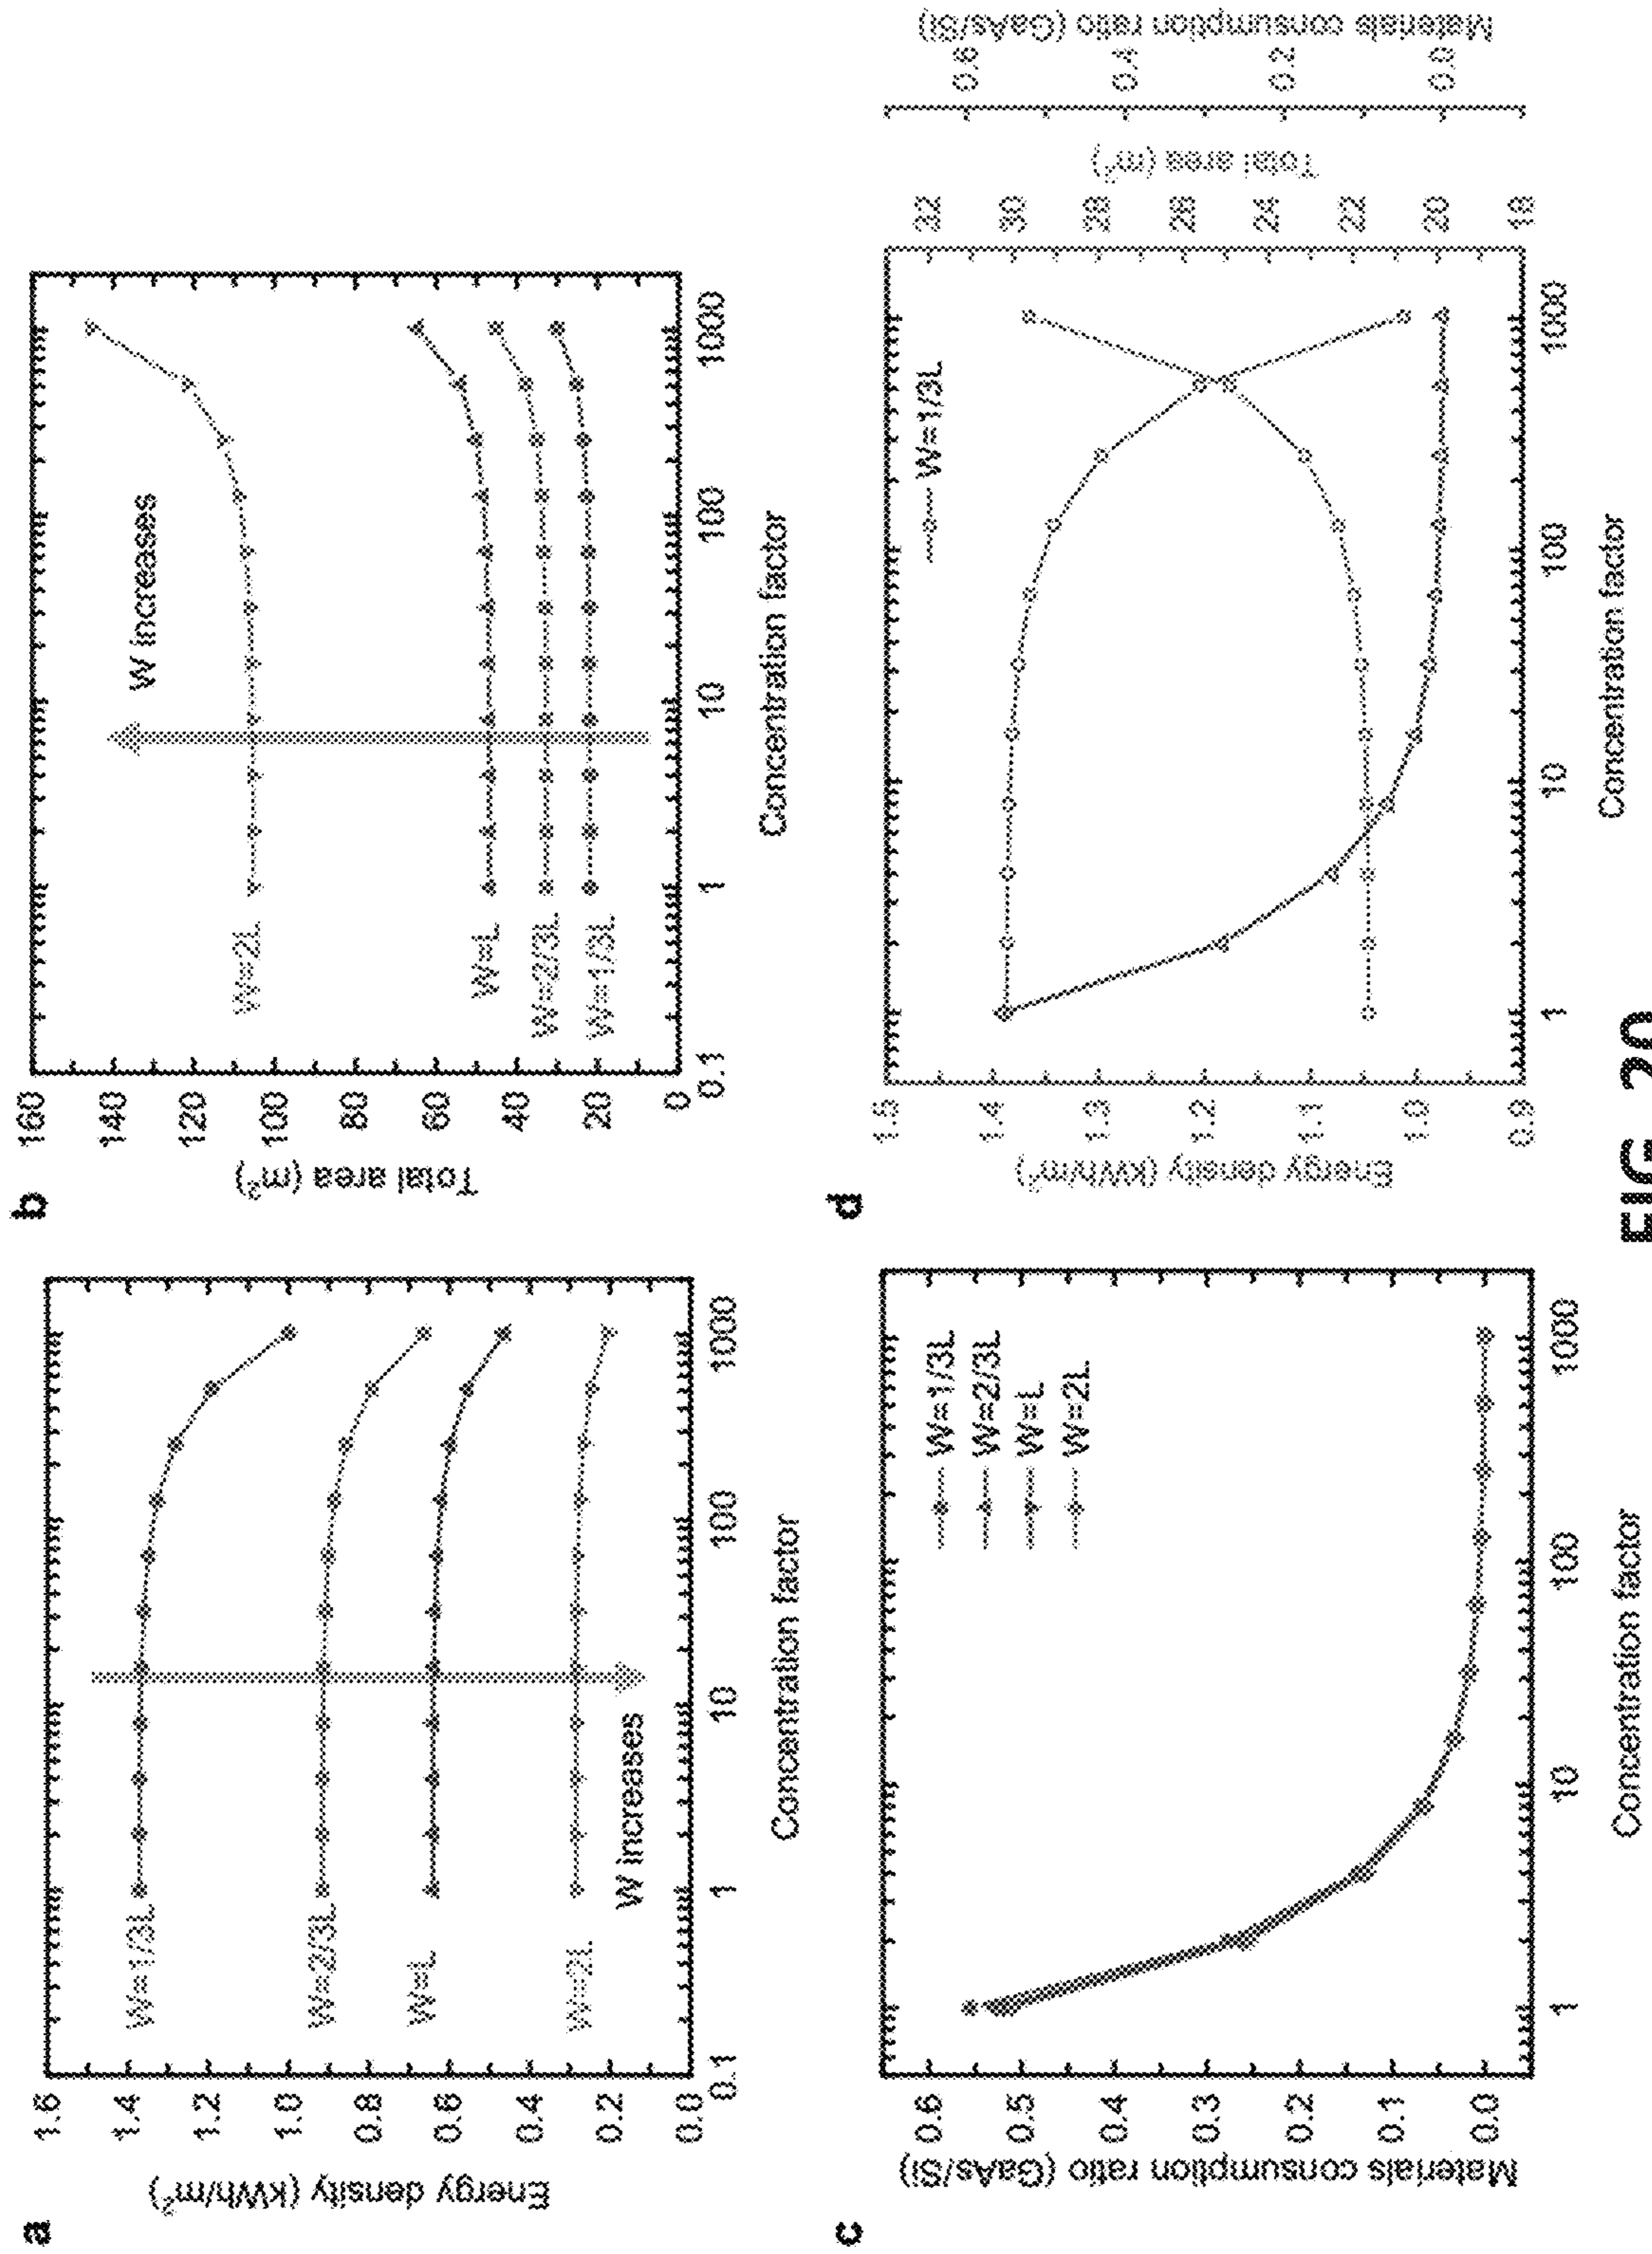 a
1.6
1.4
1.2
1.0
0.8
0.6
0.4
0.2
0.0
Energy density (kWh/m²)
W=1/3L
W=2/3L
W=L
W=2L
W increases
0.1
1
10
100
1000
Concentration factor
b
160
140
120
100
80
60
40
20
0
Total area (m²)
W increases
W=2L
W=L
W=2/3L
W=1/3L
0.1
1
10
100
1000
Concentration factor
c
0.6
0.5
0.4
0.3
0.2
0.1
0.0
Materials consumption ratio (GaAs/Si)
W=1/3L
W=2/3L
W=L
W=2L
1
10
100
1000
Concentration factor
d
1.5
1.4
1.3
1.2
1.1
1.0
0.9
Energy density (kWh/m²)
W=1/3L
1
10
100
1000
Concentration factor
32
30
28
26
24
22
20
18
Total area (m²)
0.6
0.4
0.2
0.0
Materials consumption ratio (GaAs/Si)
FIG. 20